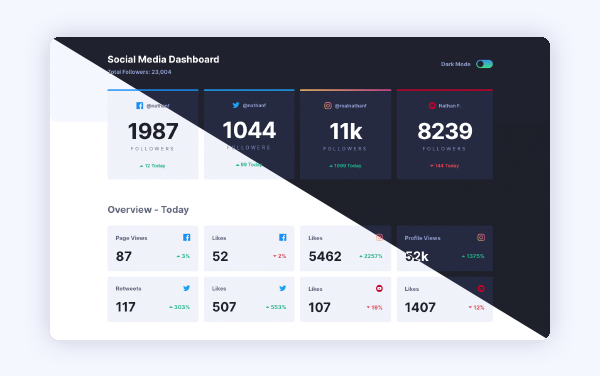 Social Media Dashboard
Total Followers: 23,004
Dark Mode
@nathanf
1987
FOLLOWERS
12 Today
@nathanf
1044
FOLLOWERS
99 Today
@realnathanf
11k
FOLLOWERS
1099 Today
Nathan F.
8239
FOLLOWERS
144 Today
Overview - Today
Page Views
87
3%
Likes
52
2%
Likes
5462
2257%
Profile Views
52k
1375%
Retweets
117
303%
Likes
507
553%
Likes
107
19%
Likes
1407
12%